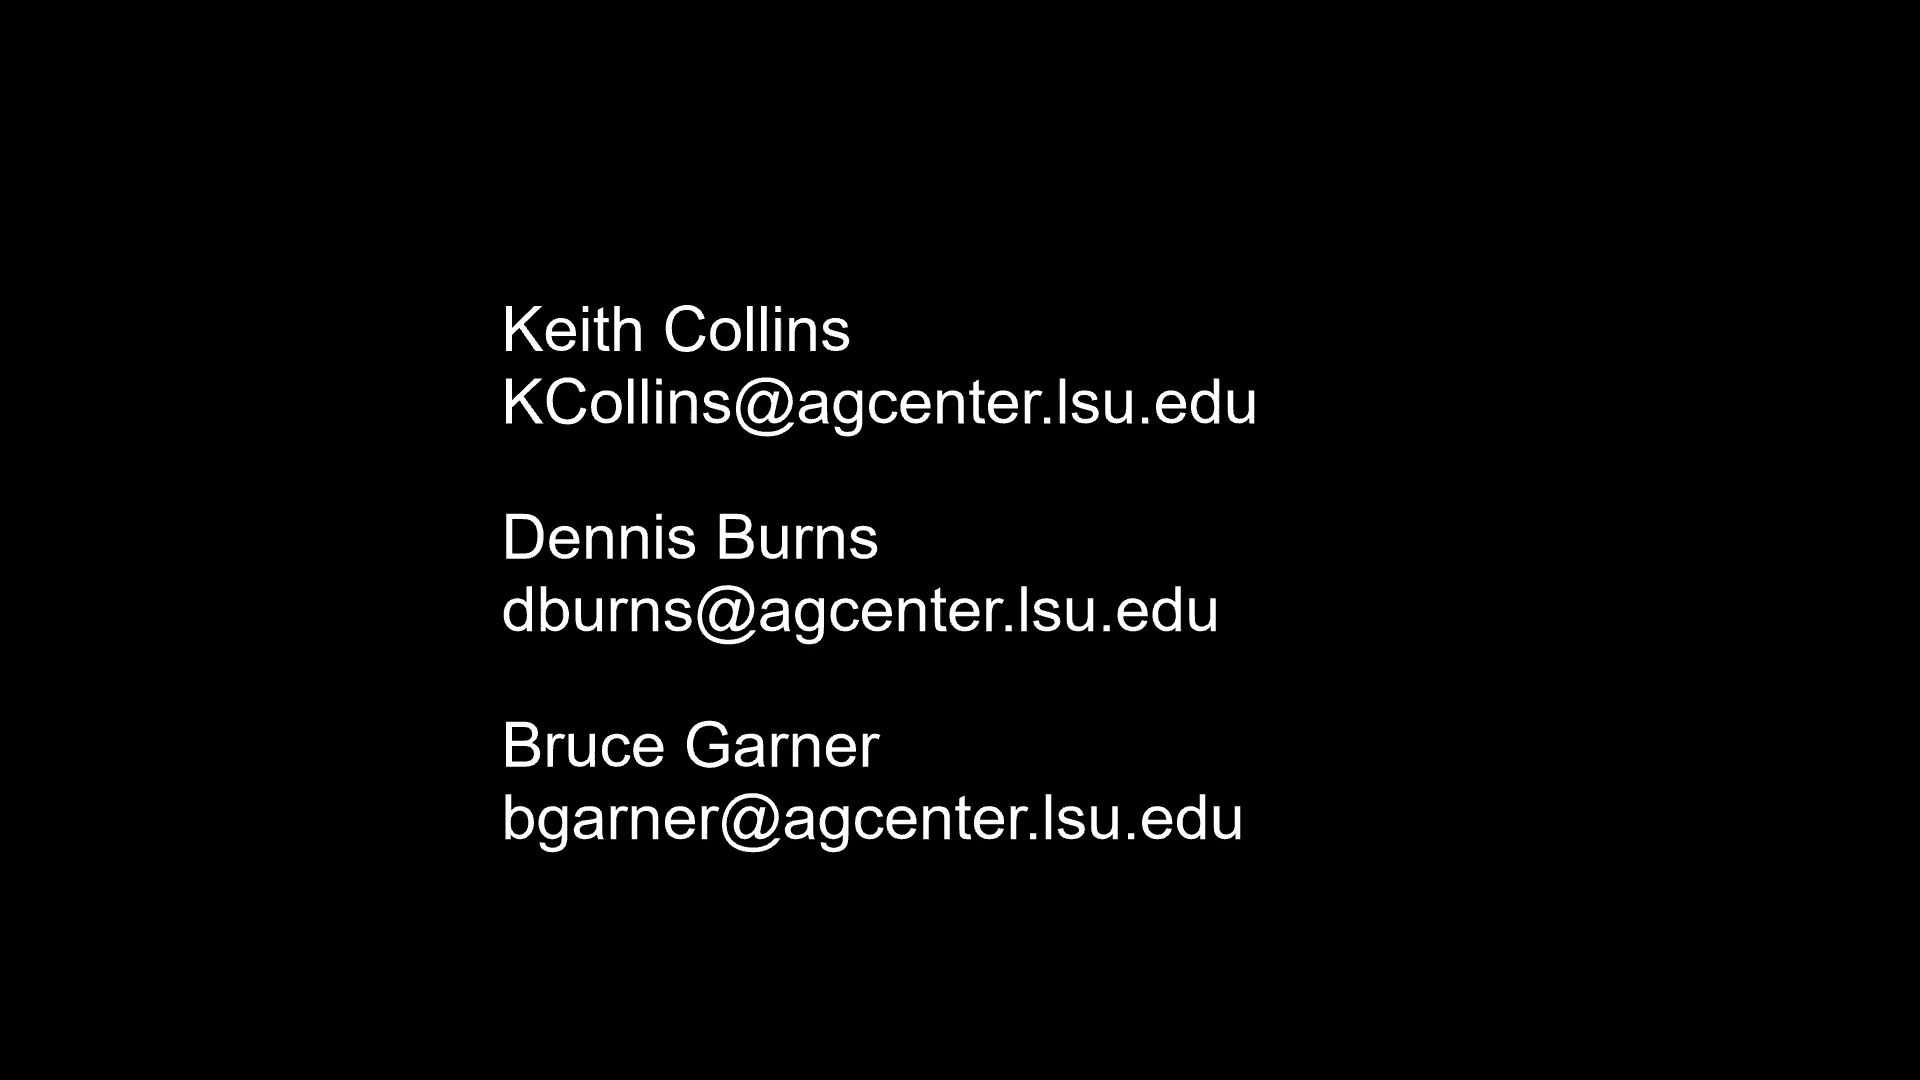 Keith Collins
KCollins@agcenter.lsu.edu
Dennis Burns
dburns@agcenter.lsu.edu
Bruce Garner
bgarner@agcenter.lsu.edu